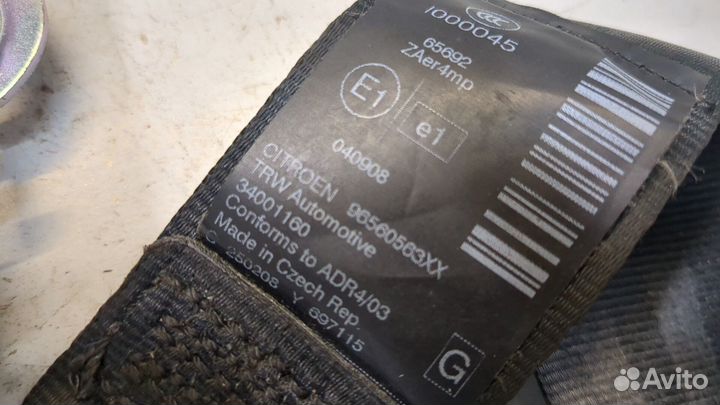 CCC
1000045
65692
ZAer4mp
E1
e1
040908
CITROEN 96560563XX
TRW Automotive
34001160
Conforms to ADR4/03
Made in Czech Rep.
C 250208 Y 697115
G
Avito